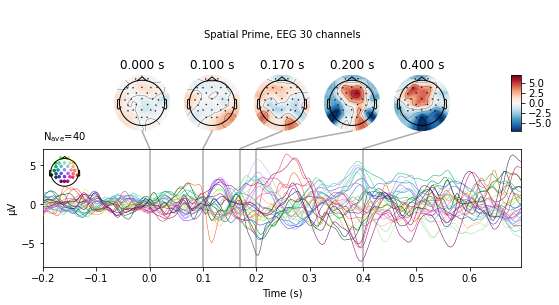 Spatial Prime, EEG 30 channels
0.000 s 0.100 s 0.170 s 0.200 s 0.400 s
5.0
2.5
0.0
−2.5
−5.0
Nave=40
5
0
−5
µV
−0.2 −0.1 0.0 0.1 0.2 0.3 0.4 0.5 0.6
Time (s)